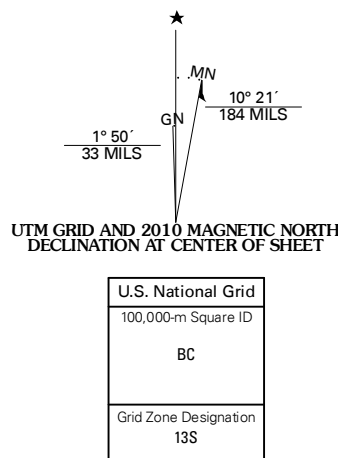 MN
GN
10° 21´
184 MILS
1° 50´
33 MILS
UTM GRID AND 2010 MAGNETIC NORTH
DECLINATION AT CENTER OF SHEET
U.S. National Grid
100,000-m Square ID
BC
Grid Zone Designation
13S